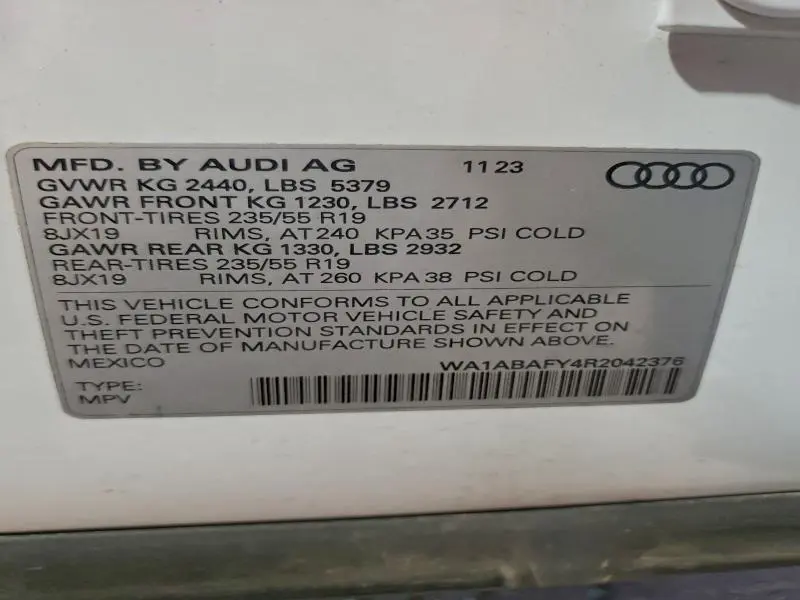 MFD. BY AUDI AG 11 23
GVWR KG 2440, LBS 5379
GAWR FRONT KG 1230, LBS 2712
FRONT-TIRES 235/55 R19
8JX19 RIMS, AT 240 KPA 35 PSI COLD
GAWR REAR KG 1330, LBS 2932
REAR-TIRES 235/55 R19
8JX19 RIMS, AT 260 KPA 38 PSI COLD
THIS VEHICLE CONFORMS TO ALL APPLICABLE
U.S. FEDERAL MOTOR VEHICLE SAFETY AND
THEFT PREVENTION STANDARDS IN EFFECT ON
THE DATE OF MANUFACTURE SHOWN ABOVE.
MEXICO WA1ABAFY4R2042376
TYPE:
MPV